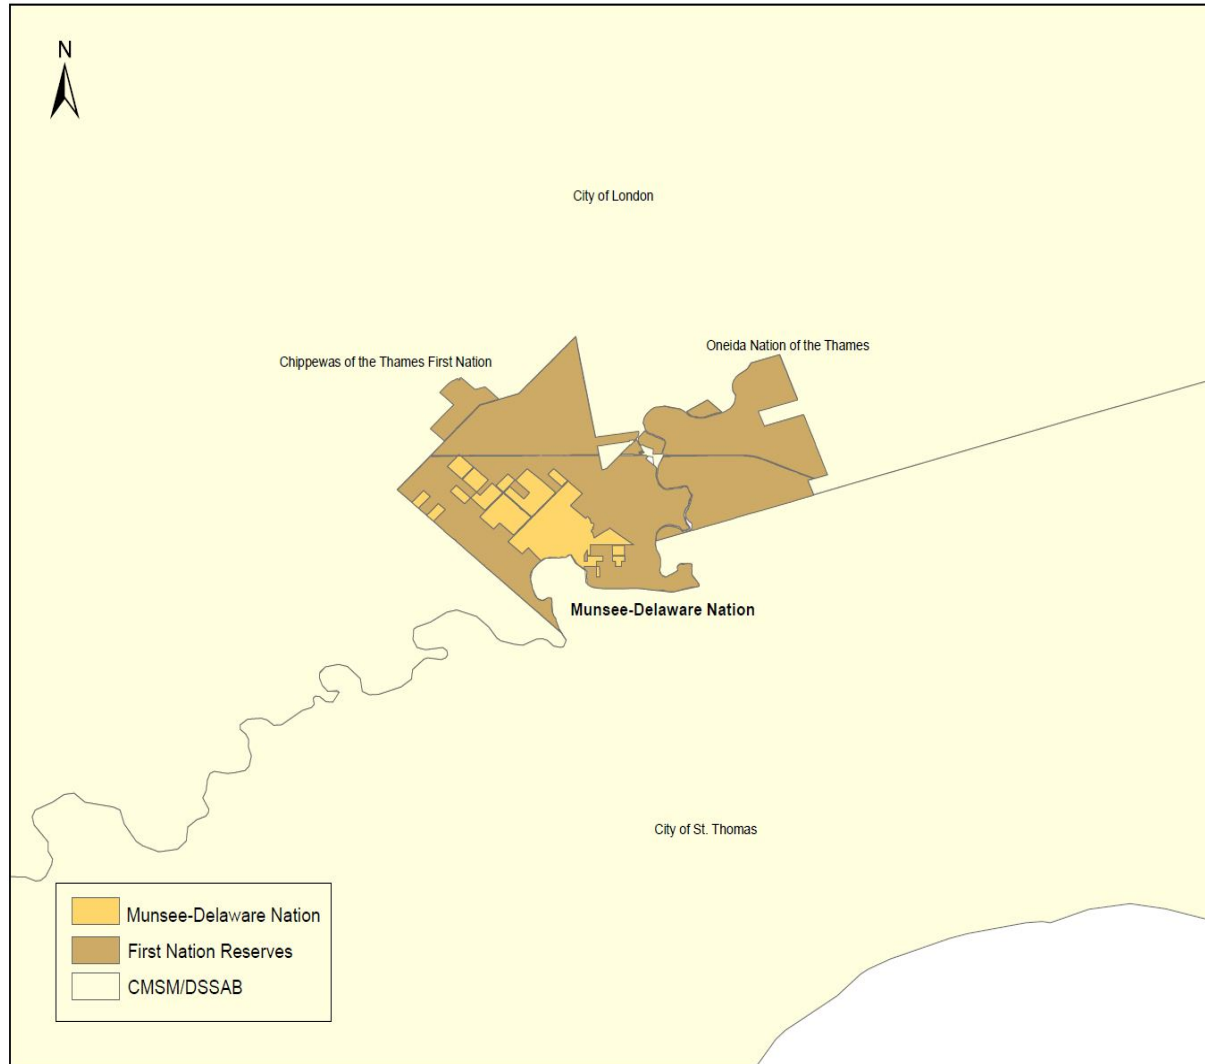 N
City of London
Oneida Nation of the Thames
Chippewas of the Thames First Nation
Munsee-Delaware Nation
City of St. Thomas
Munsee-Delaware Nation
First Nation Reserves
CMSM/DSSAB